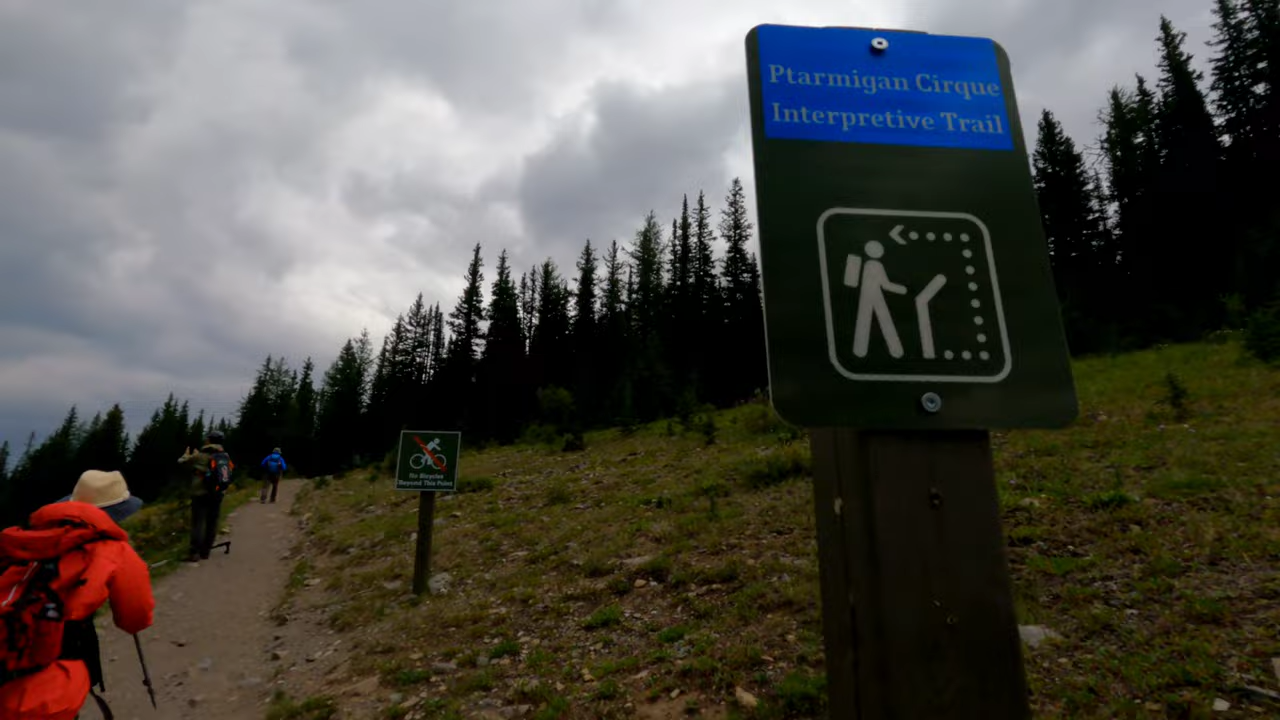 Ptarmigan Cirque
Interpretive Trail
No Bicycles
Beyond This Point